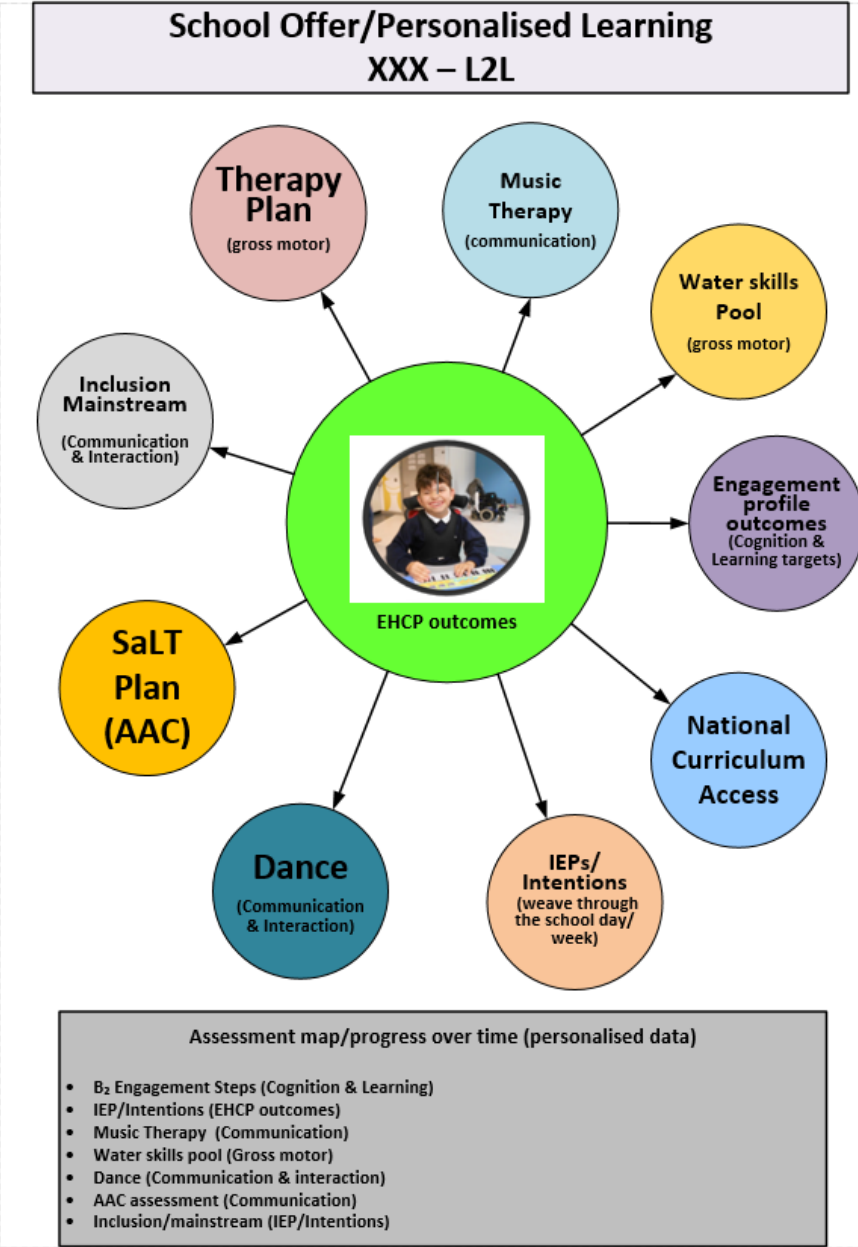 School Offer/Personalised Learning
XXX – L2L
Therapy
Plan
(gross motor)
Music
Therapy
(communication)
Water skills
Pool
(gross motor)
Inclusion
Mainstream
(Communication
& Interaction)
Engagement
profile
outcomes
(Cognition &
Learning targets)
EHCP outcomes
SaLT
Plan
(AAC)
National
Curriculum
Access
Dance
(Communication
& Interaction)
IEPs/
Intentions
(weave through
the school day/
week)
Assessment map/progress over time (personalised data)
• B₂ Engagement Steps (Cognition & Learning)
• IEP/Intentions (EHCP outcomes)
• Music Therapy  (Communication)
• Water skills pool (Gross motor)
• Dance (Communication & interaction)
• AAC assessment (Communication)
• Inclusion/mainstream (IEP/Intentions)